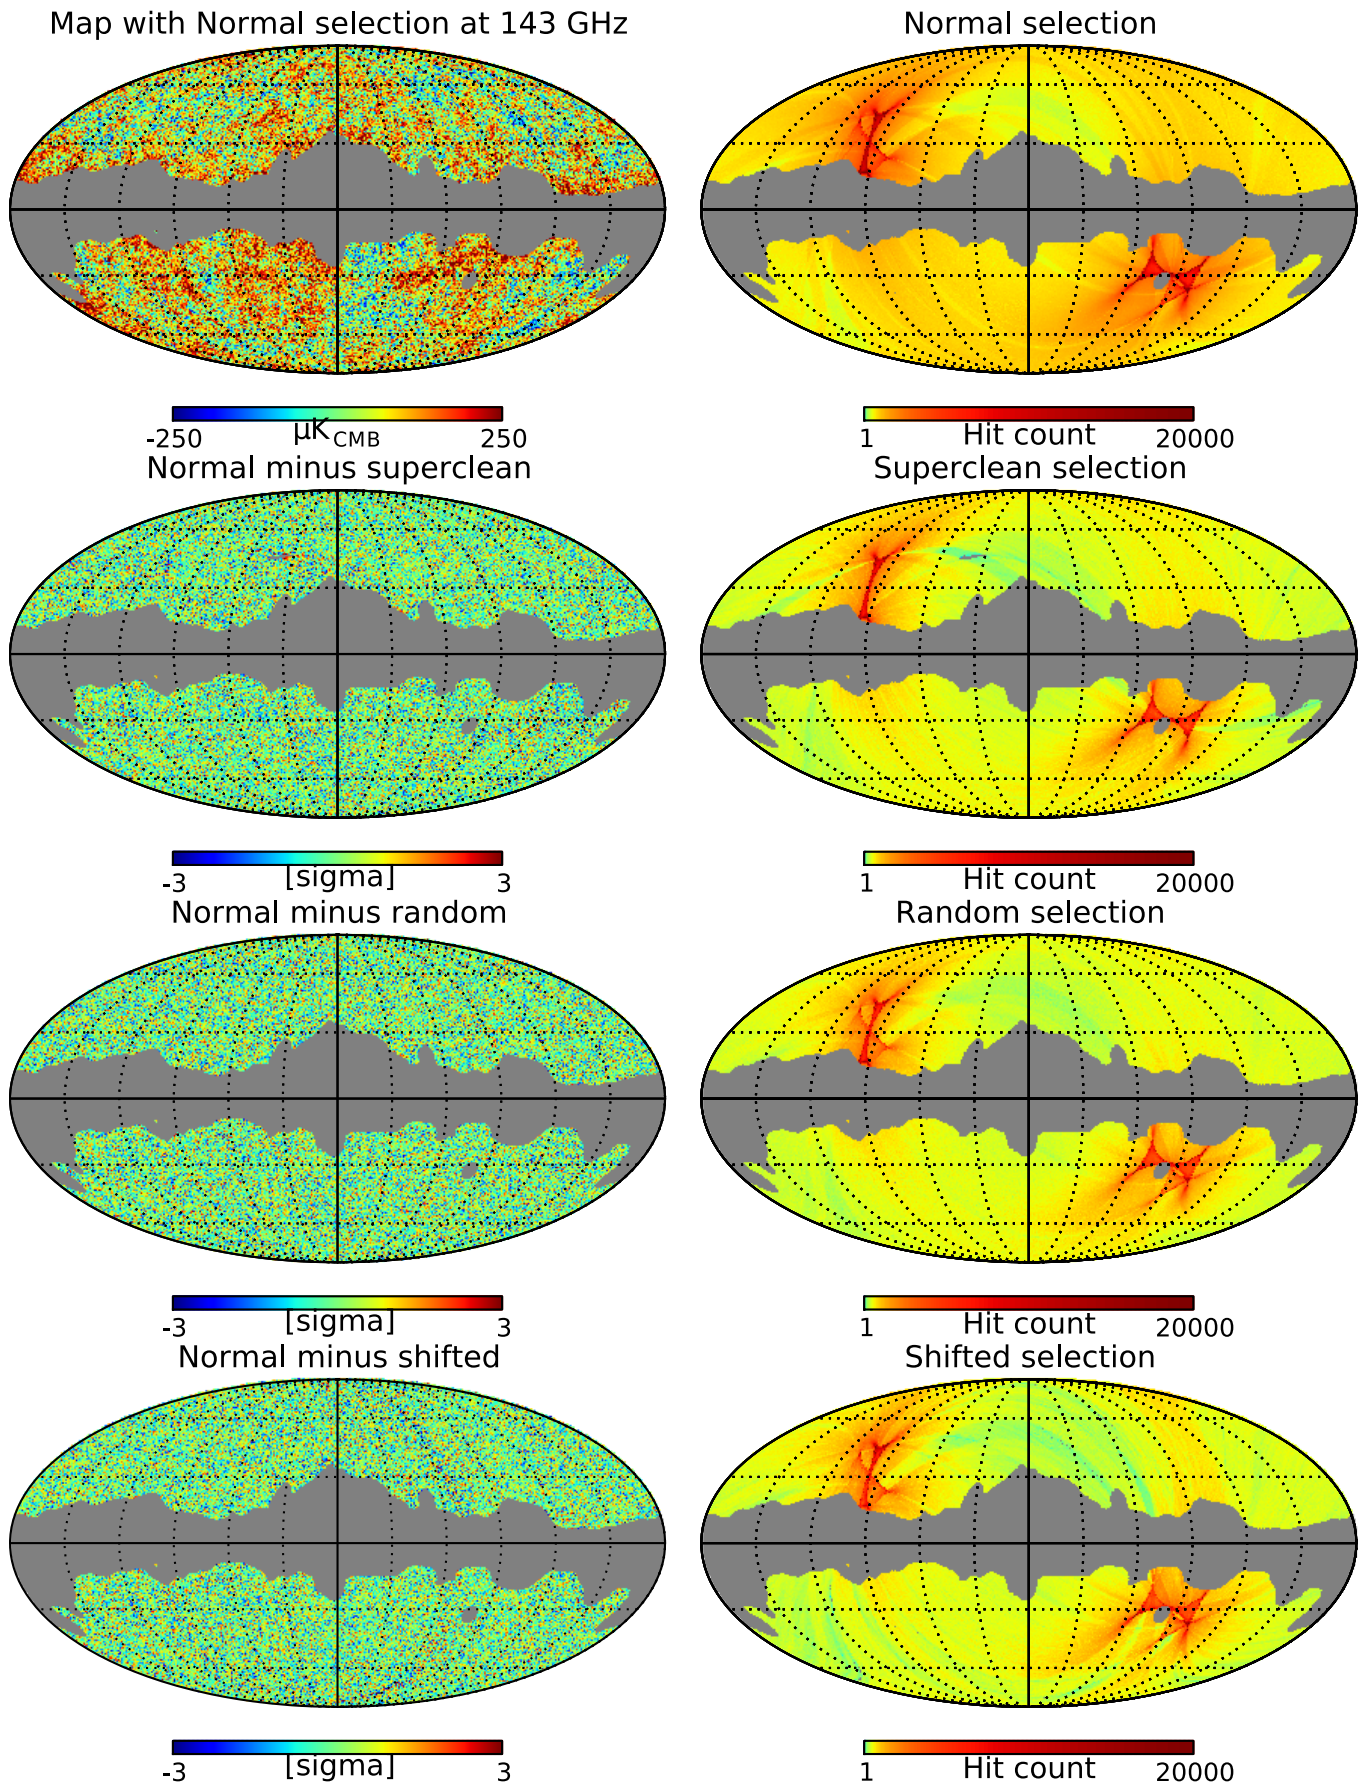 Map with Normal selection at 143 GHz
Normal selection
-250 μK_CMB 250
1 Hit count 20000
Normal minus superclean
Superclean selection
-3 [sigma] 3
1 Hit count 20000
Normal minus random
Random selection
-3 [sigma] 3
1 Hit count 20000
Normal minus shifted
Shifted selection
-3 [sigma] 3
1 Hit count 20000